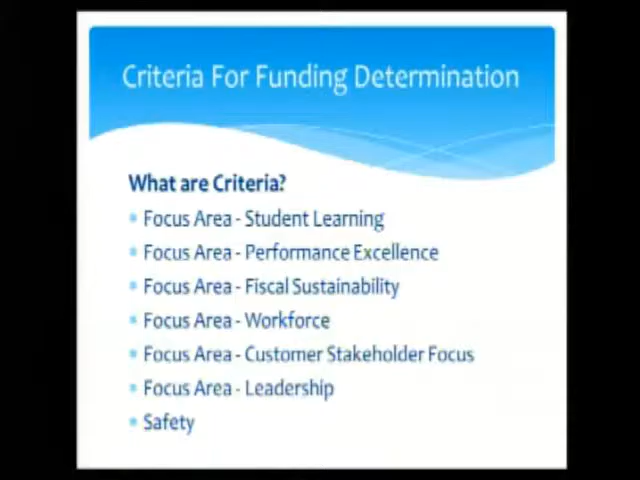 Criteria For Funding Determination
What are Criteria?
Focus Area - Student Learning
Focus Area - Performance Excellence
Focus Area - Fiscal Sustainability
Focus Area - Workforce
Focus Area - Customer Stakeholder Focus
Focus Area - Leadership
Safety